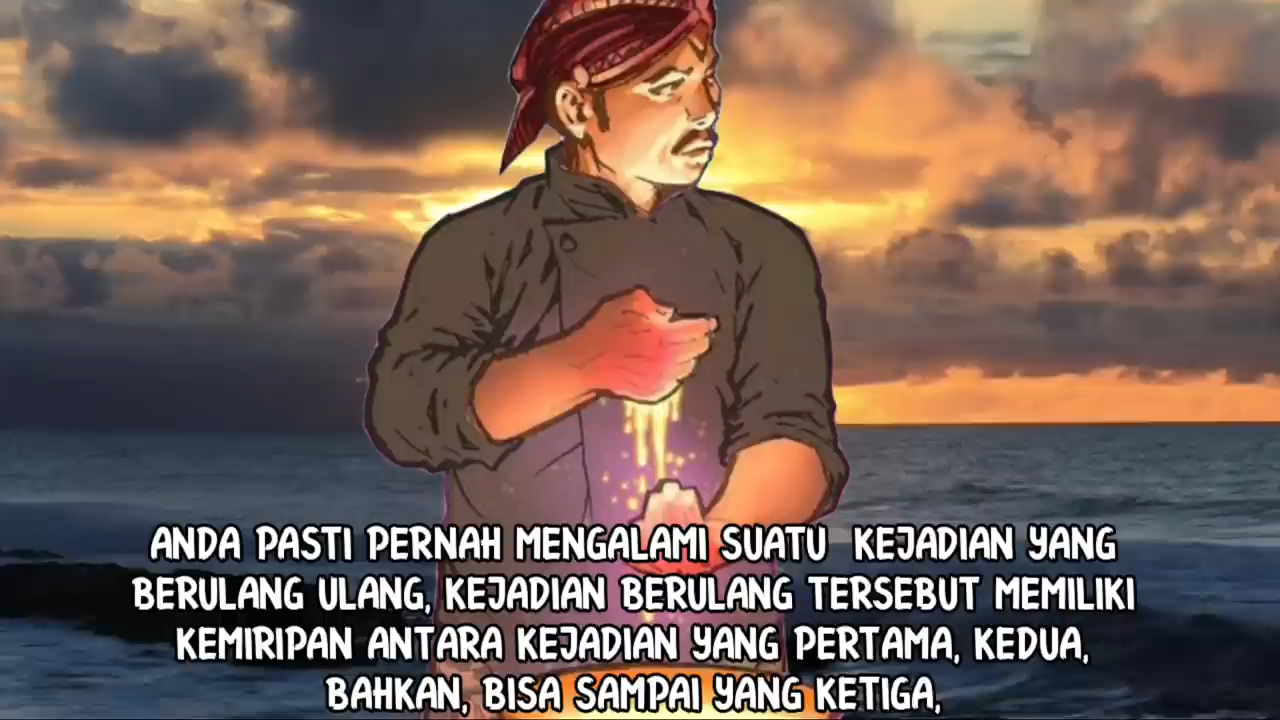 ANDA PASTI PERNAH MENGALAMI SUATU KEJADIAN YANG
BERULANG ULANG, KEJADIAN BERULANG TERSEBUT MEMILIKI
KEMIRIPAN ANTARA KEJADIAN YANG PERTAMA, KEDUA,
BAHKAN, BISA SAMPAI YANG KETIGA,